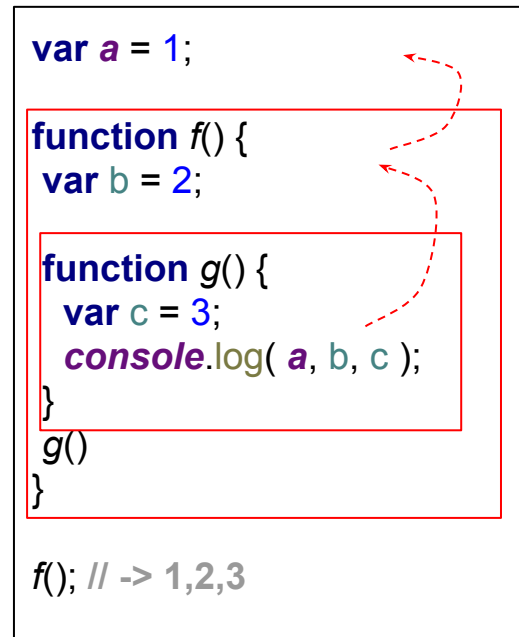 var a = 1;
function f() {
var b = 2;
function g() {
var c = 3;
console.log( a, b, c );
}
g()
}
f(); // -> 1,2,3